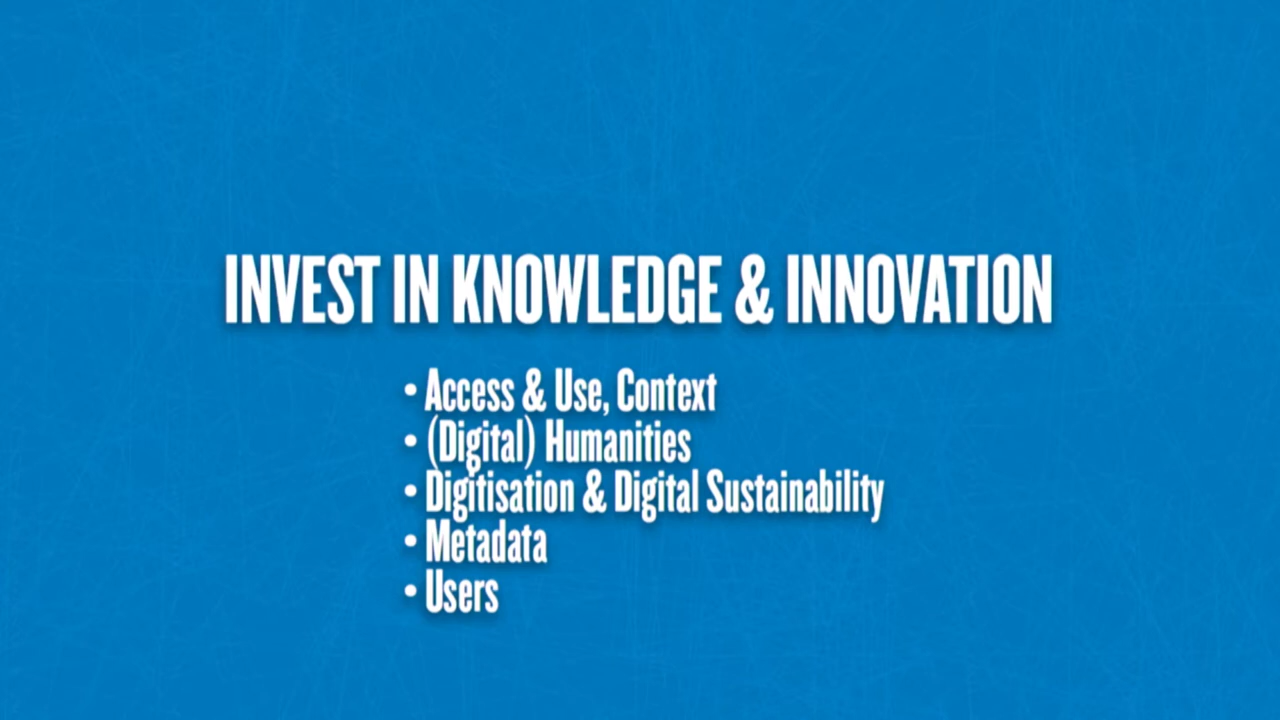 INVEST IN KNOWLEDGE & INNOVATION
• Access & Use, Context
• (Digital) Humanities
• Digitisation & Digital Sustainability
• Metadata
• Users